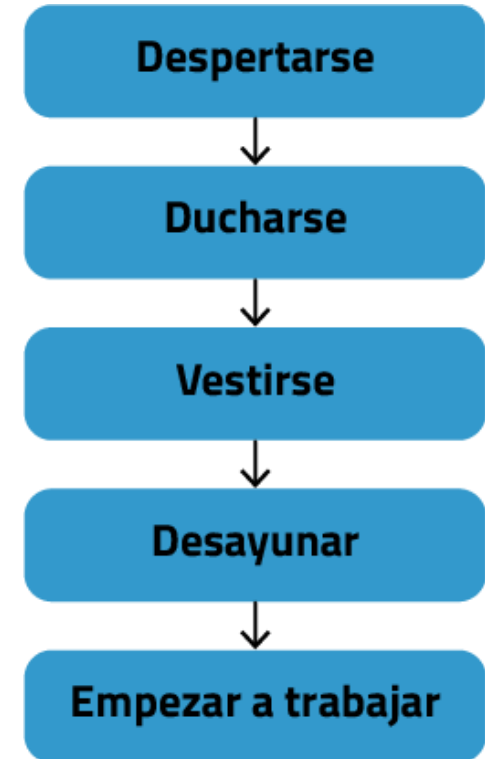 Despertarse
Ducharse
Vestirse
Desayunar
Empezar a trabajar